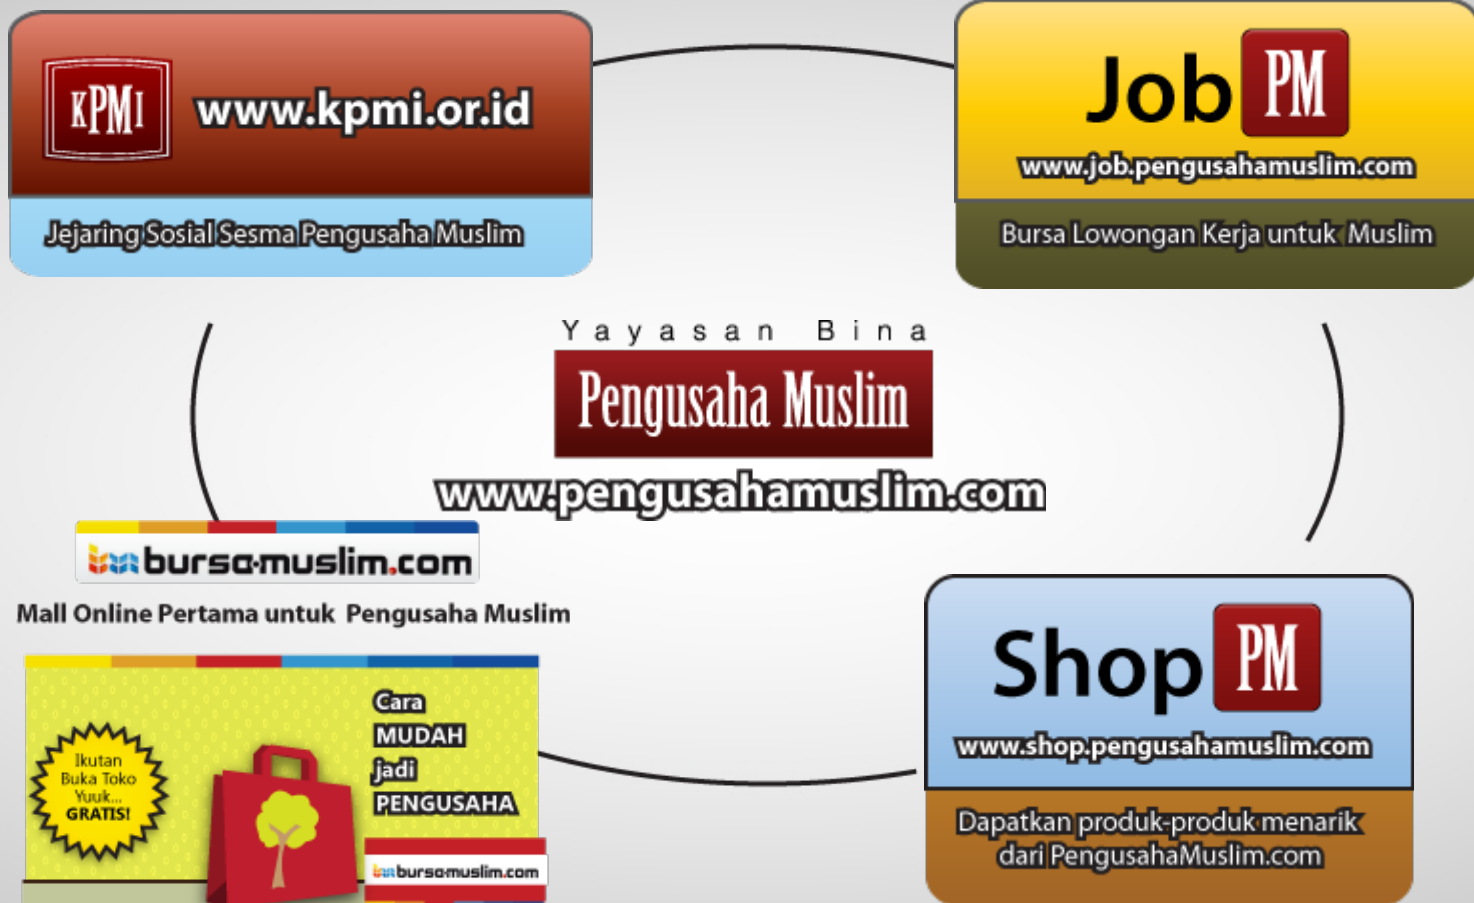 KPMI
www.kpmi.or.id
Jejaring Sosial Sesma Pengusaha Muslim
Job PM
www.job.pengusahamuslim.com
Bursa Lowongan Kerja untuk Muslim
Yayasan Bina
Pengusaha Muslim
www.pengusahamuslim.com
bursa-muslim.com
Mall Online Pertama untuk Pengusaha Muslim
Ikutan
Buka Toko
Yuuk...
GRATIS!
Cara
MUDAH
jadi
PENGUSAHA
bursamuslim.com
Shop PM
www.shop.pengusahamuslim.com
Dapatkan produk-produk menarik
dari PengusahaMuslim.com